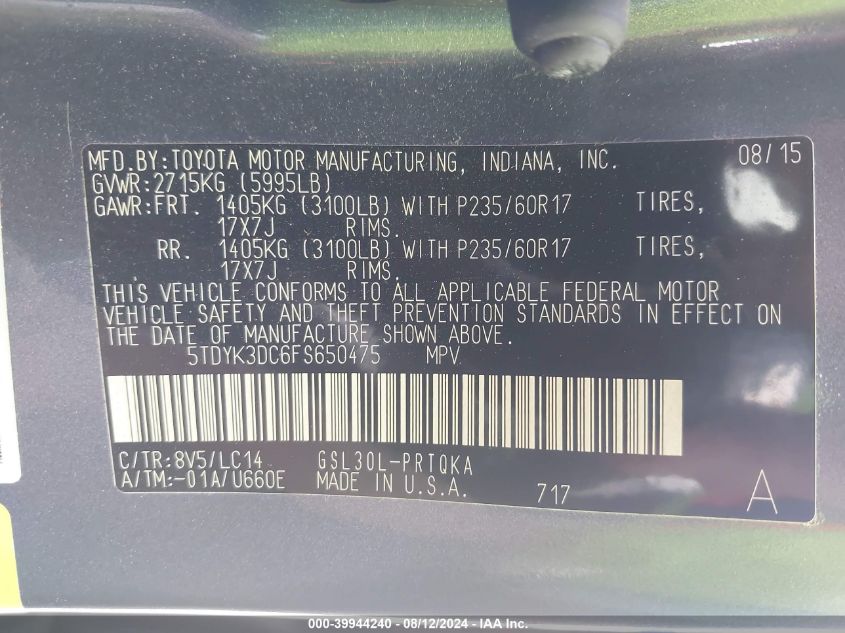 MFD.BY:TOYOTA MOTOR MANUFACTURING, INDIANA, INC. 08/15
GVWR:2715KG (5995LB)
GAWR:FRT. 1405KG (3100LB) WITH P235/60R17 TIRES,
17X7J RIMS.
RR. 1405KG (3100LB) WITH P235/60R17 TIRES,
17X7J RIMS.
THIS VEHICLE CONFORMS TO ALL APPLICABLE FEDERAL MOTOR
VEHICLE SAFETY AND THEFT PREVENTION STANDARDS IN EFFECT ON
THE DATE OF MANUFACTURE SHOWN ABOVE.
5TDYK3DC6FS650475 MPV
C/TR:8V5/LC14 GSL30L-PRTQKA
A/TM:-01A/U660E MADE IN U.S.A. 717 A
000-39944240 - 08/12/2024 - IAA Inc.